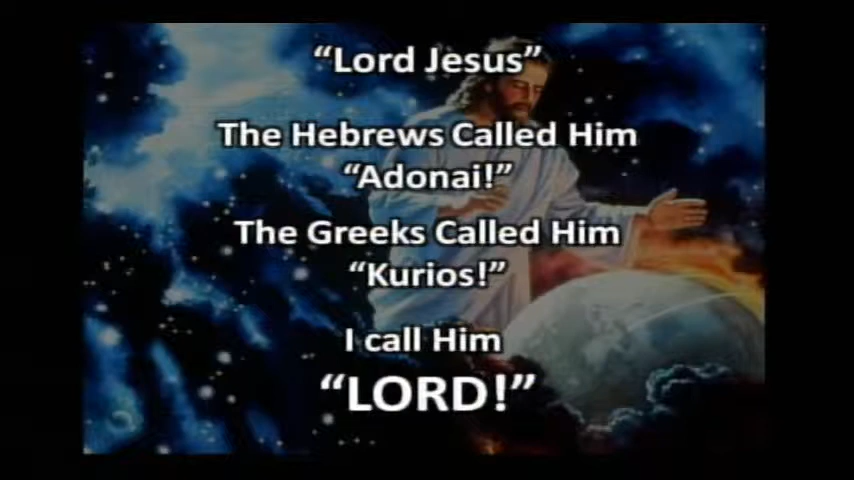 “Lord Jesus”
The Hebrews Called Him
“Adonai!”
The Greeks Called Him
“Kurios!”
I call Him
“LORD!”